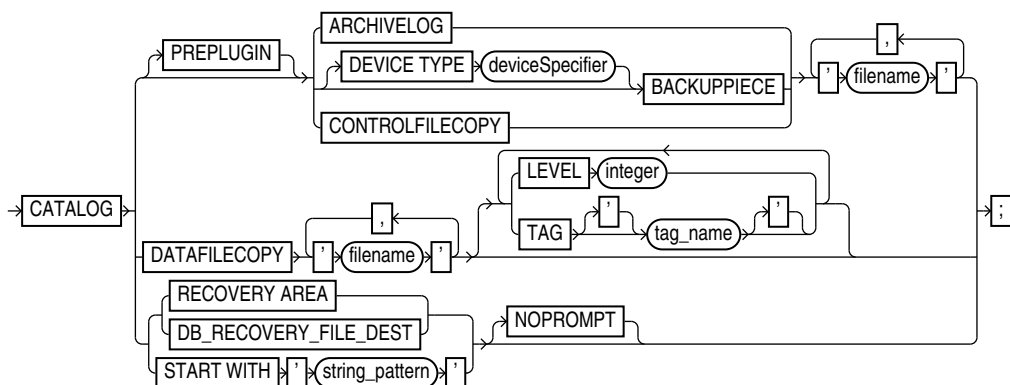 ARCHIVELOG
,
PREPLUGIN
DEVICE TYPE deviceSpecifier
' filename '
BACKUPPIECE
CONTROLFILECOPY
LEVEL integer
CATALOG
;
, ' '
TAG tag_name
DATAFILECOPY ' filename '
RECOVERY AREA
DB_RECOVERY_FILE_DEST
NOPROMPT
START WITH ' string_pattern '